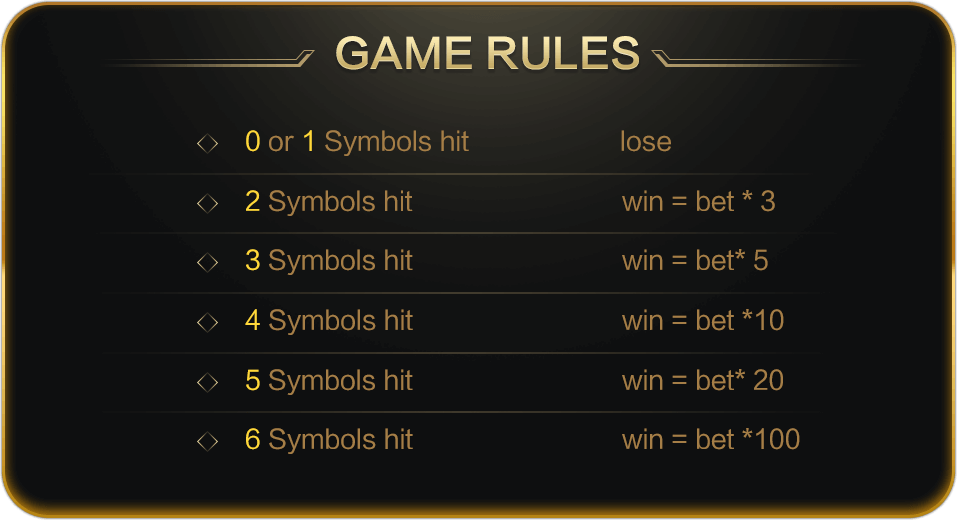 GAME RULES
0 or 1 Symbols hit lose
2 Symbols hit win = bet * 3
3 Symbols hit win = bet* 5
4 Symbols hit win = bet *10
5 Symbols hit win = bet* 20
6 Symbols hit win = bet *100